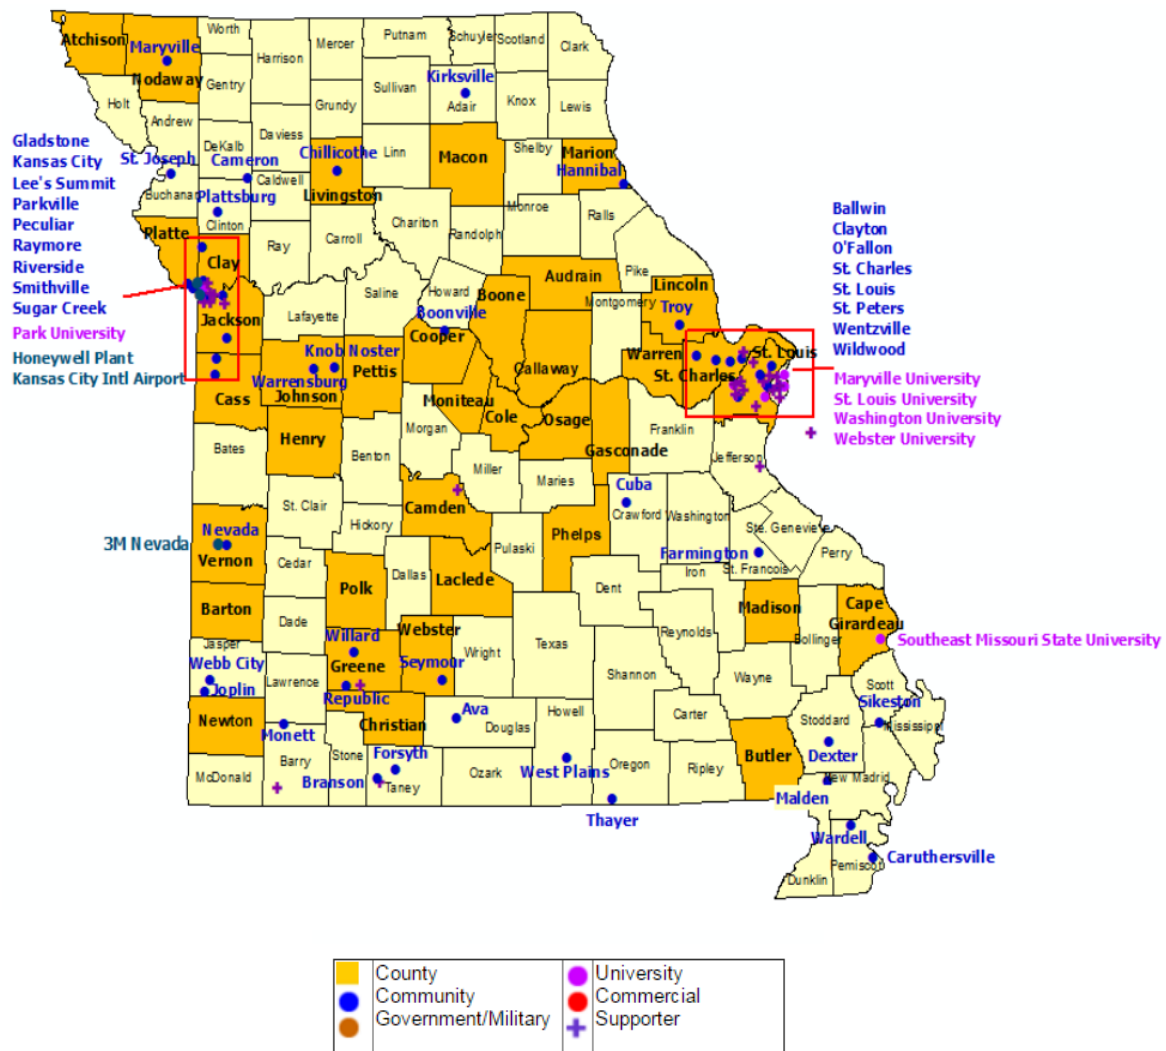 Worth
Putnam
Schuyle
Scotland
Mercer
Clark
Atchison
Maryville
Harrison
Nodaway
Gentry
Sullivan
Kirksville
Adair
Knox
Lewis
Holt
Grundy
Andrew
DeKalb
Daviess
Gladstone
Kansas City
Lee's Summit
Parkville
Peculiar
Raymore
Riverside
Smithville
Sugar Creek
Park University
Honeywell Plant
Kansas City Intl Airport
St. Joseph
Cameron
Chillicothe
Linn
Macon
Shelby
Marion
Hannibal
Buchanan
Plattsburg
Caldwell
Livingston
Clinton
Platte
Clay
Ray
Carroll
Chariton
Randolph
Monroe
Ralls
Pike
Ballwin
Clayton
O'Fallon
St. Charles
St. Louis
St. Peters
Wentzville
Wildwood
Maryville University
St. Louis University
Washington University
Webster University
Jackson
Lafayette
Saline
Howard
Boonville
Boone
Audrain
Montgomery
Lincoln
Troy
Cooper
Callaway
Warren
St. Louis
St. Charles
Knob Noster
Pettis
Warrensburg
Johnson
Cass
Moniteau
Cole
Osage
Gasconade
Franklin
Henry
Morgan
Bates
Benton
Miller
Maries
Jefferson
St. Clair
Camden
Cuba
Crawford
Washington
Hickory
Phelps
Ste. Genevieve
3M Nevada
Nevada
Vernon
Pulaski
Farmington
Perry
Cedar
Polk
Dallas
Laclede
Iron
St. Francois
Dent
Barton
Dade
Madison
Cape
Girardeau
Willard
Webster
Texas
Reynolds
Bollinger
Southeast Missouri State University
Jasper
Webb City
Joplin
Greene
Seymour
Wright
Lawrence
Republic
Shannon
Wayne
Scott
Sikeston
Newton
Christian
Ava
Douglas
Howell
Carter
Stoddard
Mississippi
Monett
Barry
Stone
Forsyth
Butler
Dexter
McDonald
Branson
Taney
Ozark
West Plains
Oregon
Ripley
New Madrid
Malden
Thayer
Wardell
Pemiscot
Caruthersville
Dunklin
County
University
Community
Commercial
Government/Military
Supporter